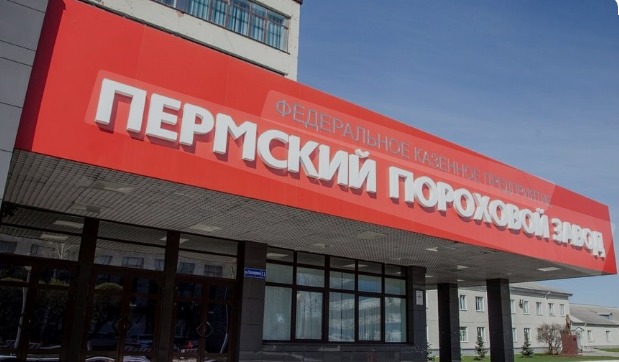 ФЕДЕРАЛЬНОЕ КАЗЕННОЕ ПРЕДПРИЯТИЕ
ПЕРМСКИЙ ПОРОХОВОЙ ЗАВОД